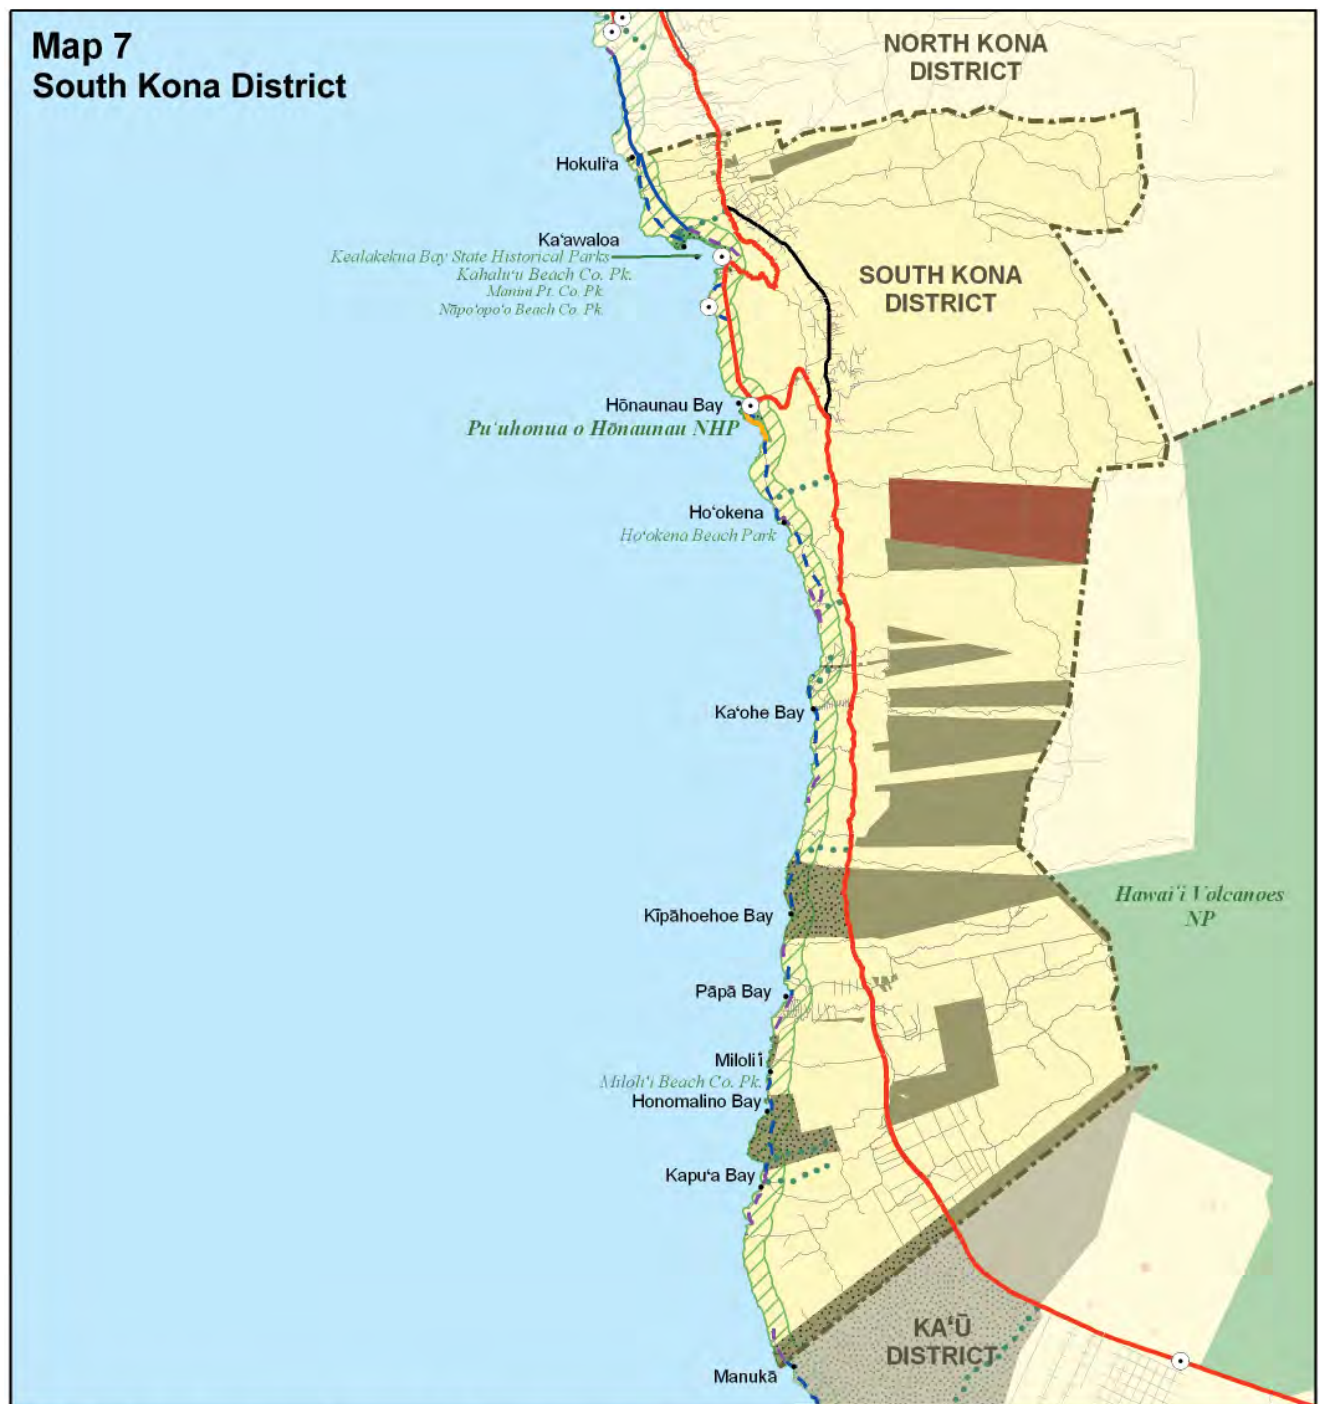 Map 7
South Kona District
NORTH KONA
DISTRICT
Hokuli‘a
Ka‘awaloa
Kealakekua Bay State Historical Parks
Kahalu‘u Beach Co. Pk.
Manini Pt. Co. Pk.
Nāpo‘opo‘o Beach Co. Pk.
SOUTH KONA
DISTRICT
Hōnaunau Bay
Pu‘uhonua o Hōnaunau NHP
Ho‘okena
Ho‘okena Beach Park
Ka‘ohe Bay
Hawai‘i Volcanoes
NP
Kīpāhoehoe Bay
Pāpā Bay
Miloli‘i
Miloli‘i Beach Co. Pk.
Honomalino Bay
Kapu‘a Bay
KA‘Ū
DISTRICT
Manukā